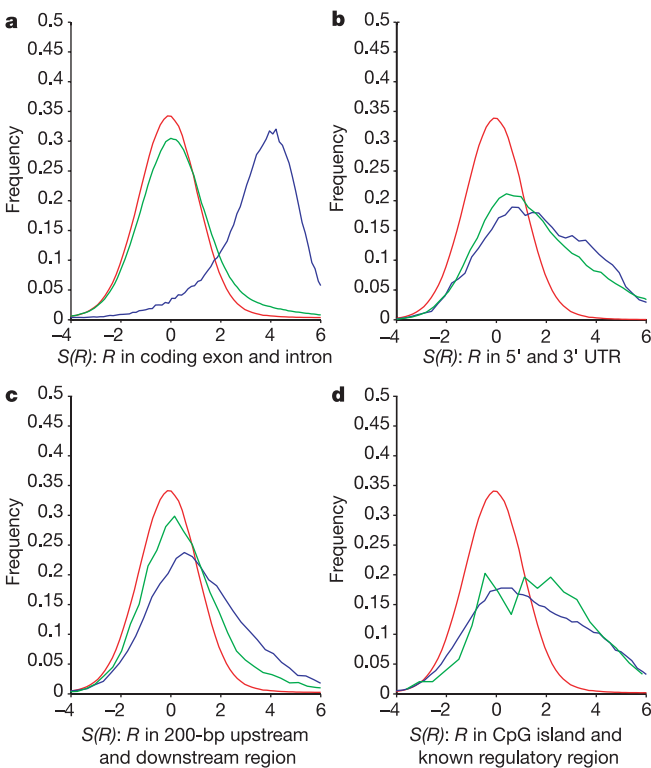 a
0.5
0.45
0.4
0.35
0.3
0.25
0.2
0.15
0.1
0.05
0
Frequency
–4 –2 0 2 4 6
S(R): R in coding exon and intron
b
0.5
0.45
0.4
0.35
0.3
0.25
0.2
0.15
0.1
0.05
0
Frequency
–4 –2 0 2 4 6
S(R): R in 5' and 3' UTR
c
0.5
0.45
0.4
0.35
0.3
0.25
0.2
0.15
0.1
0.05
0
Frequency
–4 –2 0 2 4 6
S(R): R in 200-bp upstream
and downstream region
d
0.5
0.45
0.4
0.35
0.3
0.25
0.2
0.15
0.1
0.05
0
Frequency
–4 –2 0 2 4 6
S(R): R in CpG island and
known regulatory region